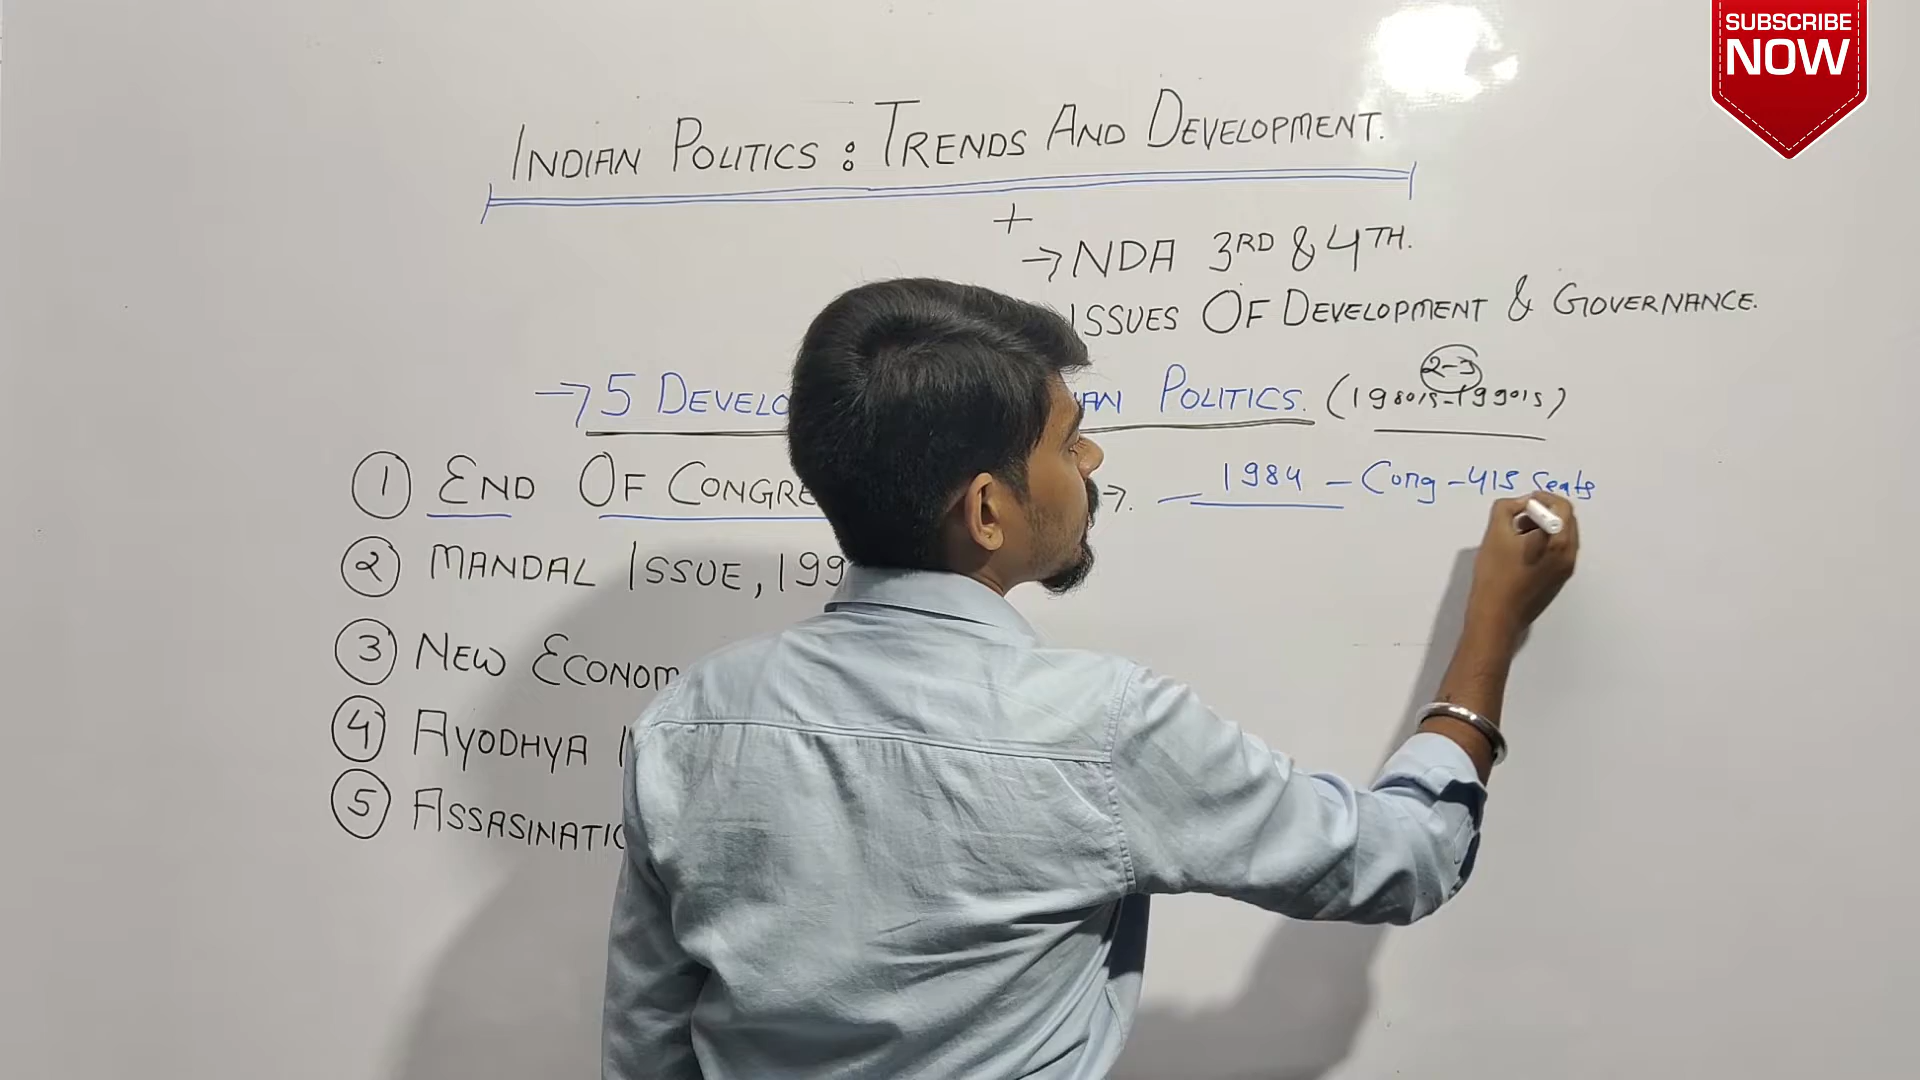 SUBSCRIBE
NOW
INDIAN POLITICS : TRENDS AND DEVELOPMENT.
+
→ NDA 3RD & 4TH.
ISSUES OF DEVELOPMENT & GOVERNANCE.
2-3
→ 5 DEVELO AN POLITICS. (1980's-1990's)
① END OF CONGRE →. — 1984 – Cong – 415 Seats
② MANDAL ISSUE, 199
③ NEW ECONOM
④ AYODHYA I
⑤ ASSASINATIO